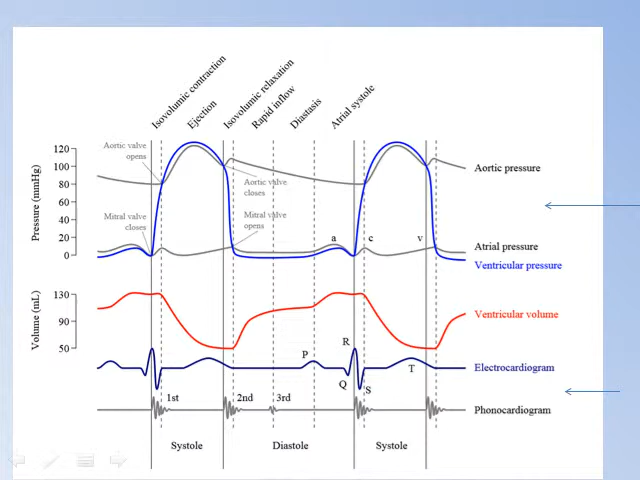 Isovolumic contraction
Ejection
Isovolumic relaxation
Rapid inflow
Diastasis
Atrial systole
Pressure (mmHg)
120
100
80
60
40
20
0
Aortic valve
opens
Aortic valve
closes
Mitral valve
closes
Mitral valve
opens
a
c
v
Aortic pressure
Atrial pressure
Ventricular pressure
Volume (mL)
130
90
50
Ventricular volume
R
P
T
Q
S
Electrocardiogram
1st
2nd
3rd
Phonocardiogram
Systole
Diastole
Systole